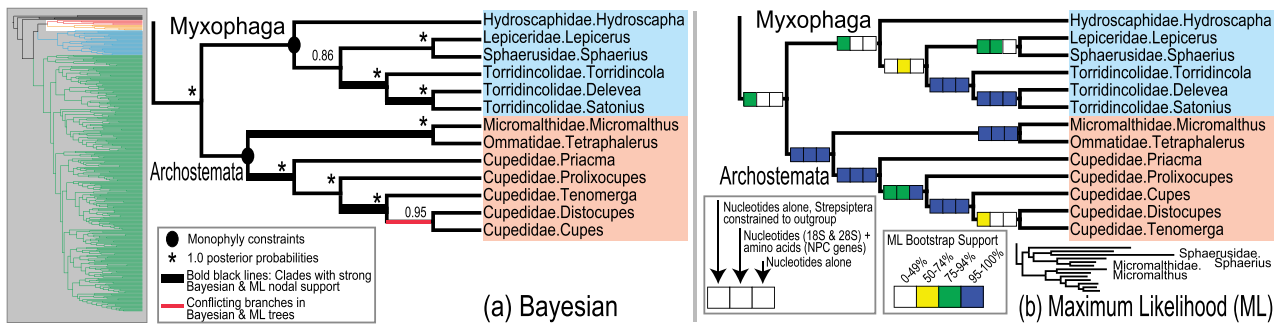 Myxophaga
Hydroscaphidae.Hydroscapha
Lepiceridae.Lepicerus
0.86
*
Sphaerusidae.Sphaerius
*
Torridincolidae.Torridincola
*
*
Torridincolidae.Delevea
Torridincolidae.Satonius
*
Micromalthidae.Micromalthus
Ommatidae.Tetraphalerus
Archostemata
*
Cupedidae.Priacma
*
Cupedidae.Prolixocupes
*
Cupedidae.Tenomerga
0.95
Cupedidae.Distocupes
Cupedidae.Cupes
Monophyly constraints
* 1.0 posterior probabilities
Bold black lines: Clades with strong
Bayesian & ML nodal support
Conflicting branches in
Bayesian & ML trees
(a) Bayesian
Myxophaga
Hydroscaphidae.Hydroscapha
Lepiceridae.Lepicerus
Sphaerusidae.Sphaerius
Torridincolidae.Torridincola
Torridincolidae.Delevea
Torridincolidae.Satonius
Micromalthidae.Micromalthus
Ommatidae.Tetraphalerus
Archostemata
Cupedidae.Priacma
Cupedidae.Prolixocupes
Cupedidae.Cupes
Cupedidae.Distocupes
Cupedidae.Tenomerga
Nucleotides alone, Strepsiptera
constrained to outgroup
Nucleotides (18S & 28S) +
amino acids (NPC genes)
Nucleotides alone
ML Bootstrap Support
0-49%
50-74%
75-94%
95-100%
Sphaerusidae.
Sphaerius
Micromalthidae.
Micromalthus
(b) Maximum Likelihood (ML)